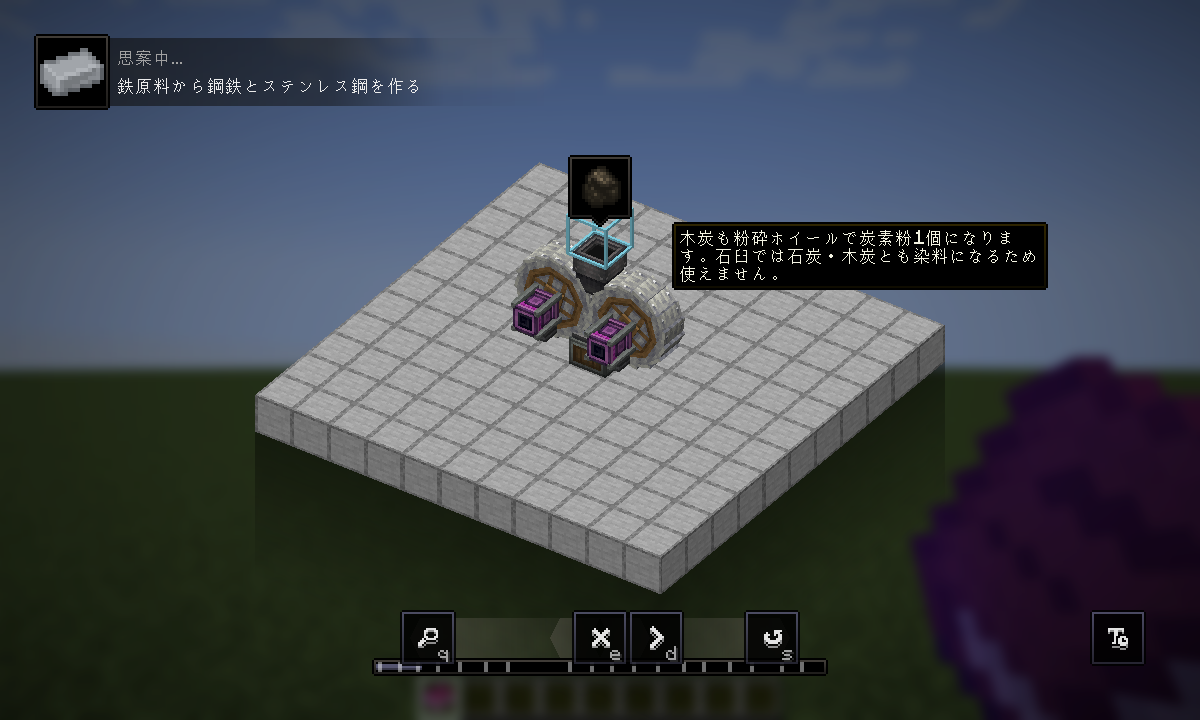 思案中...
鉄原料から鋼鉄とステンレス鋼を作る
木炭も粉砕ホイールで炭素粉1個になりま
す。石臼では石炭・木炭とも染料になるため
使えません。
q
e
d
s